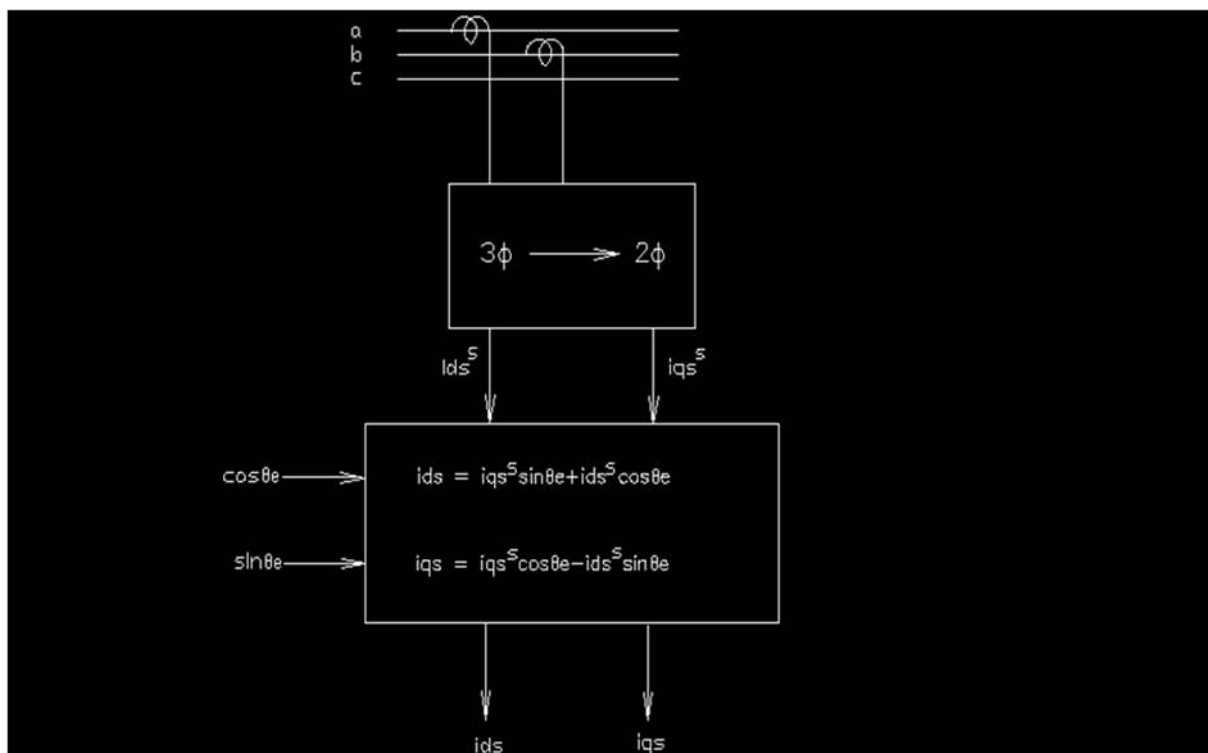 a
b
c
3ϕ 2ϕ
Ids^s iqs^s
cosθe
ids = iqs^s sinθe+ids^s cosθe
sinθe
iqs = iqs^s cosθe-ids^s sinθe
ids iqs